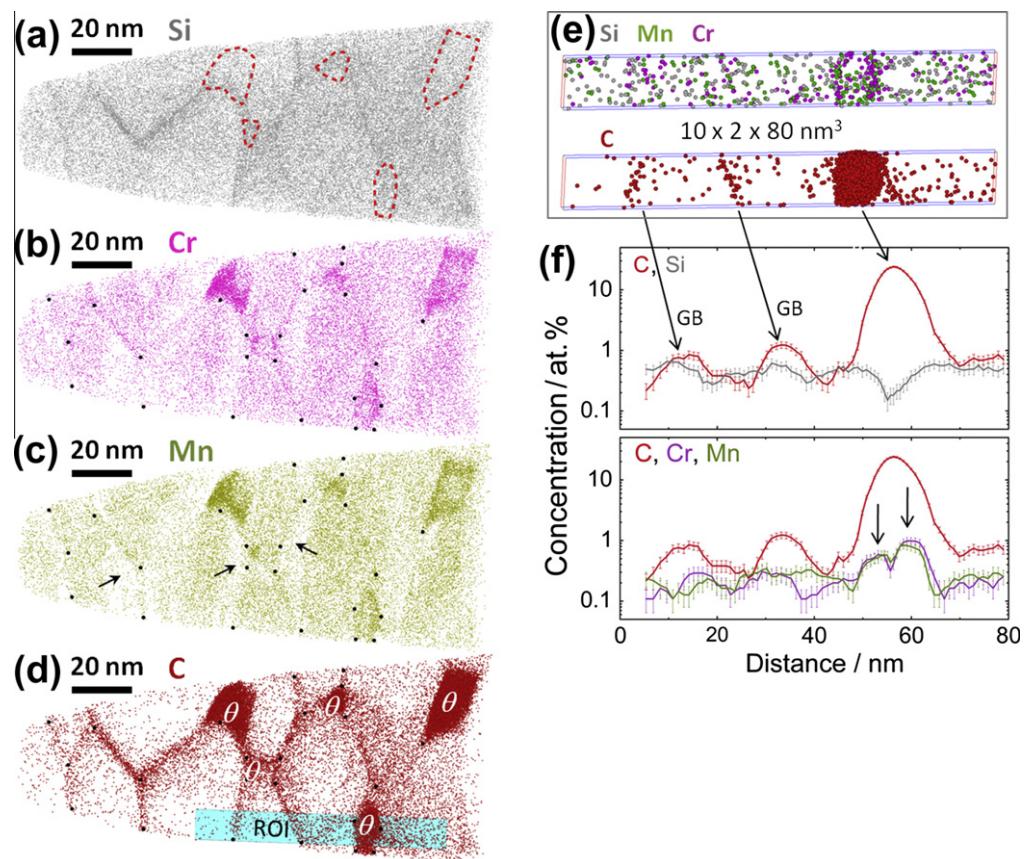 (a) 20 nm Si
(b) 20 nm Cr
(c) 20 nm Mn
(d) 20 nm C
θ
θ
θ
θ
θ
ROI
(e) Si Mn Cr
10 x 2 x 80 nm³
C
(f)
C, Si
GB
GB
10
1
0.1
C, Cr, Mn
10
1
0.1
Concentration / at. %
0 20 40 60 80
Distance / nm